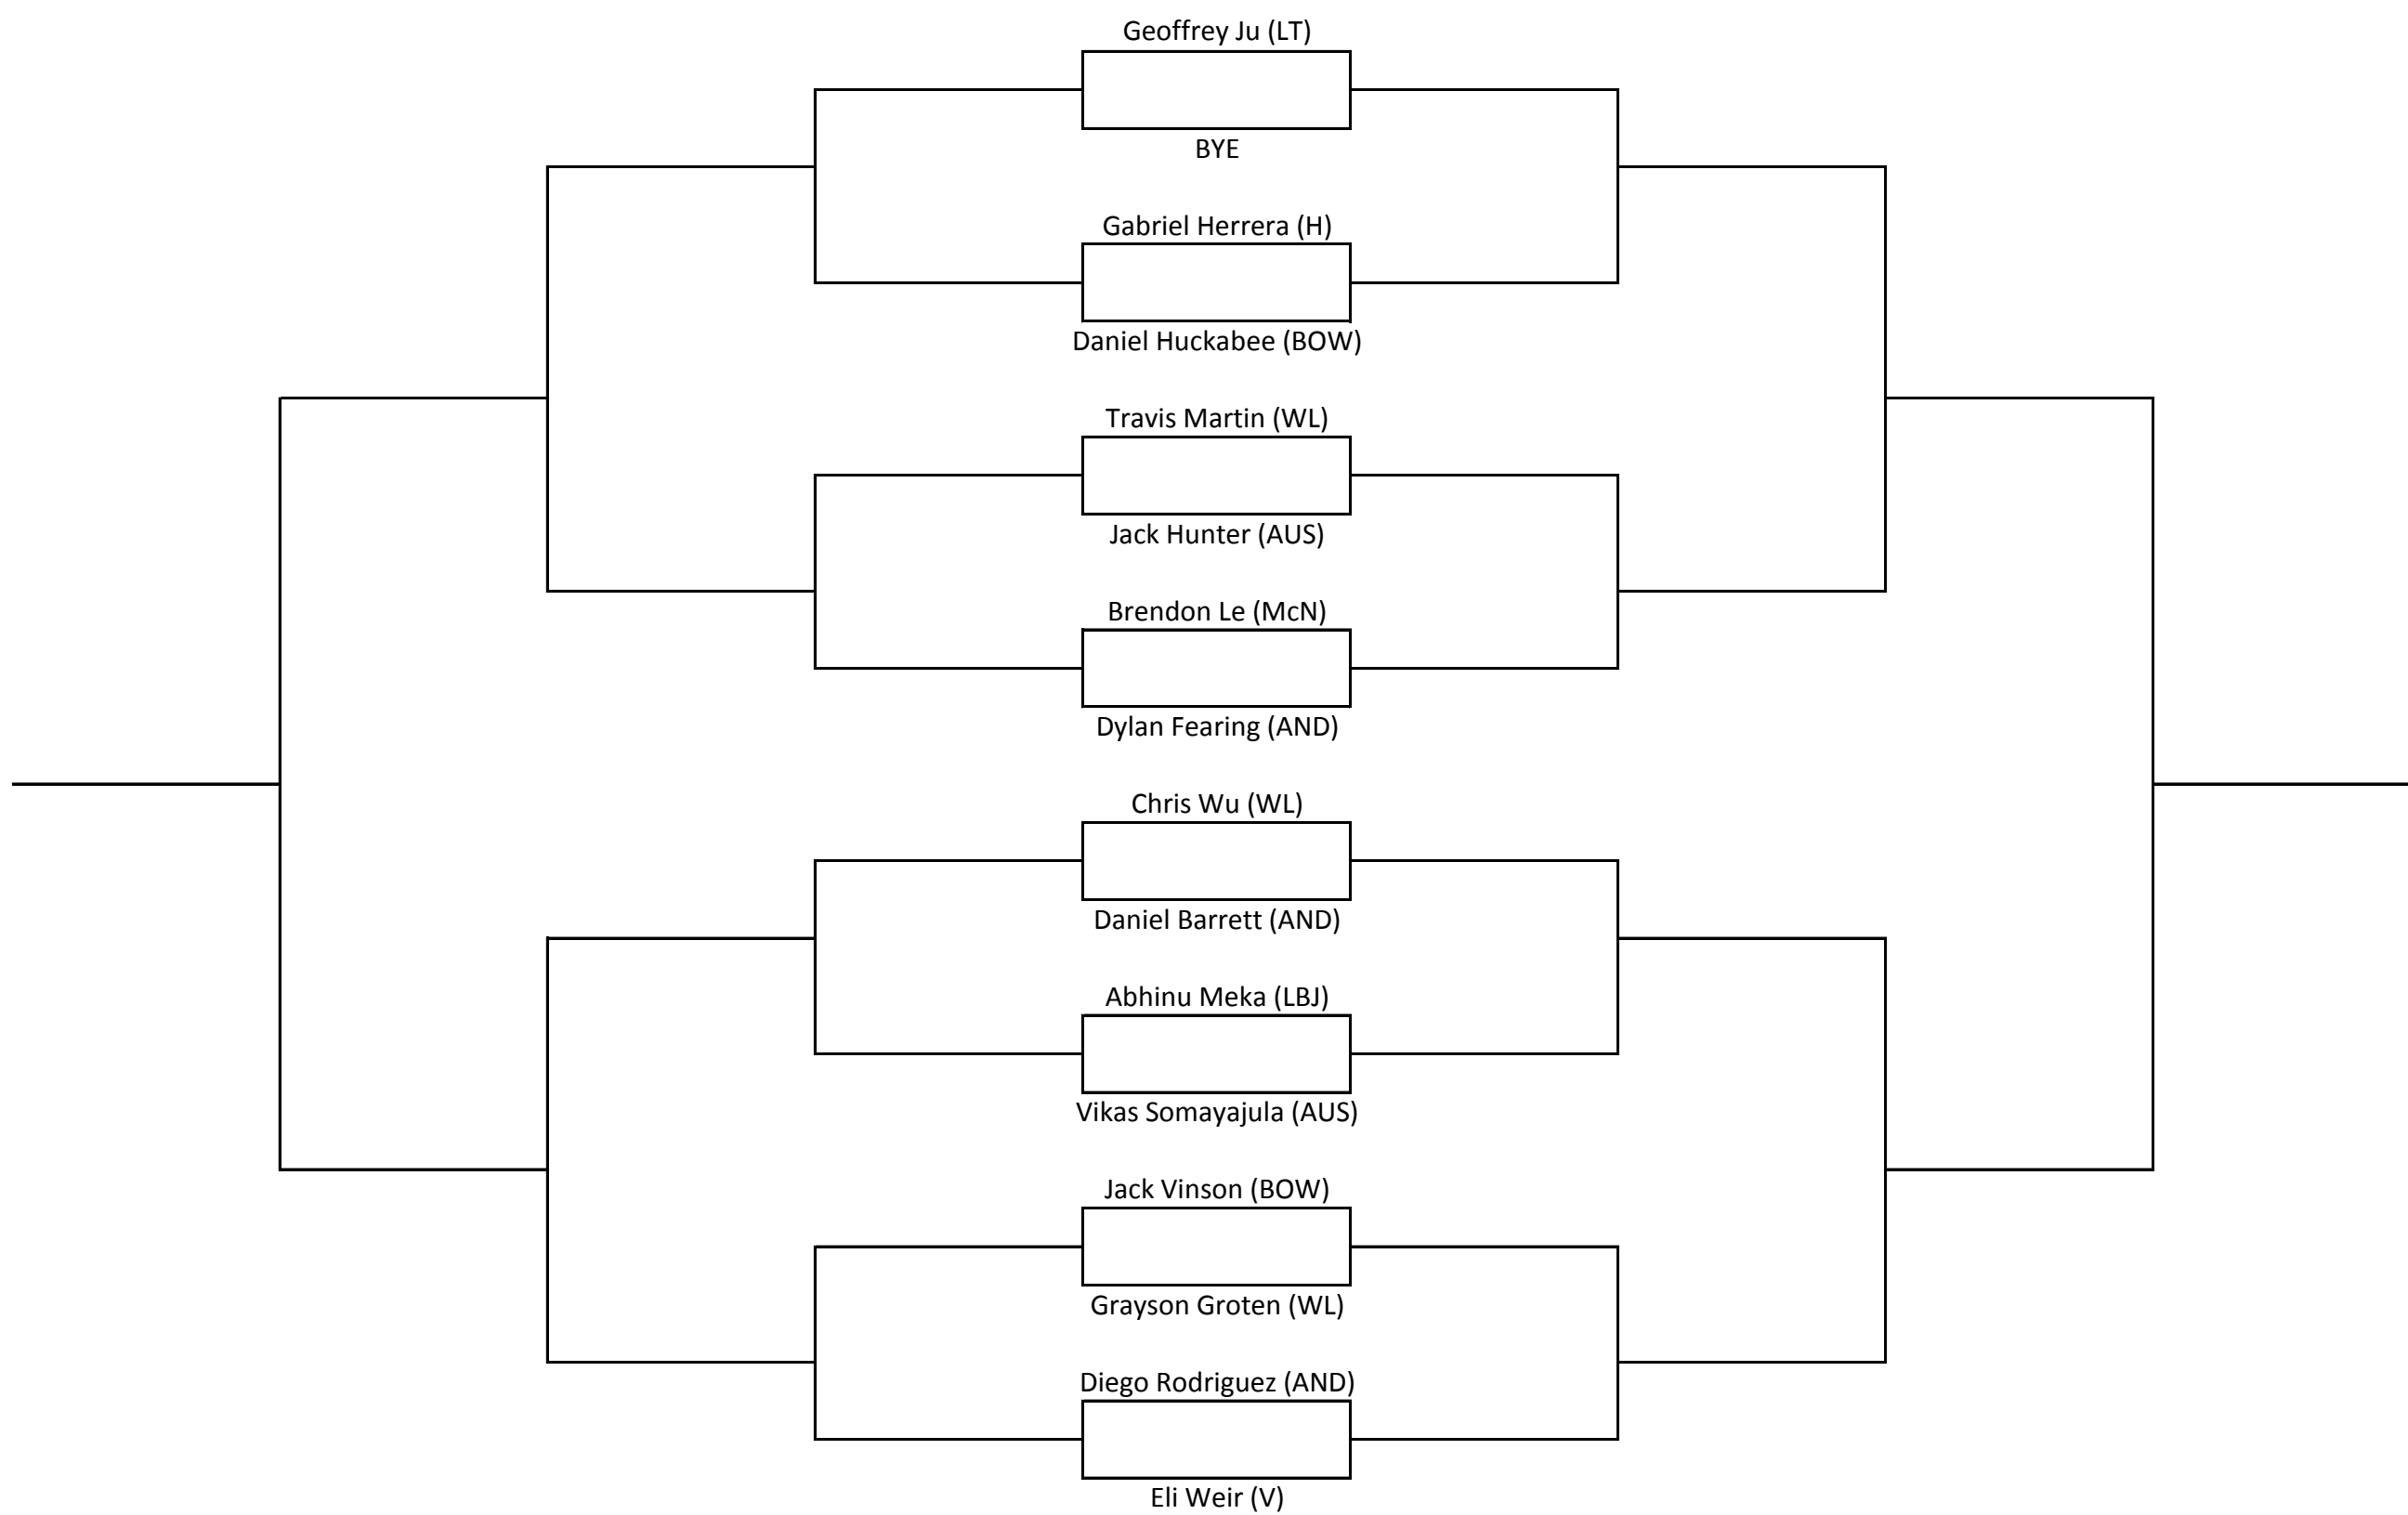 Geoffrey Ju (LT)
BYE
Gabriel Herrera (H)
Daniel Huckabee (BOW)
Travis Martin (WL)
Jack Hunter (AUS)
Brendon Le (McN)
Dylan Fearing (AND)
Chris Wu (WL)
Daniel Barrett (AND)
Abhinu Meka (LBJ)
Vikas Somayajula (AUS)
Jack Vinson (BOW)
Grayson Groten (WL)
Diego Rodriguez (AND)
Eli Weir (V)